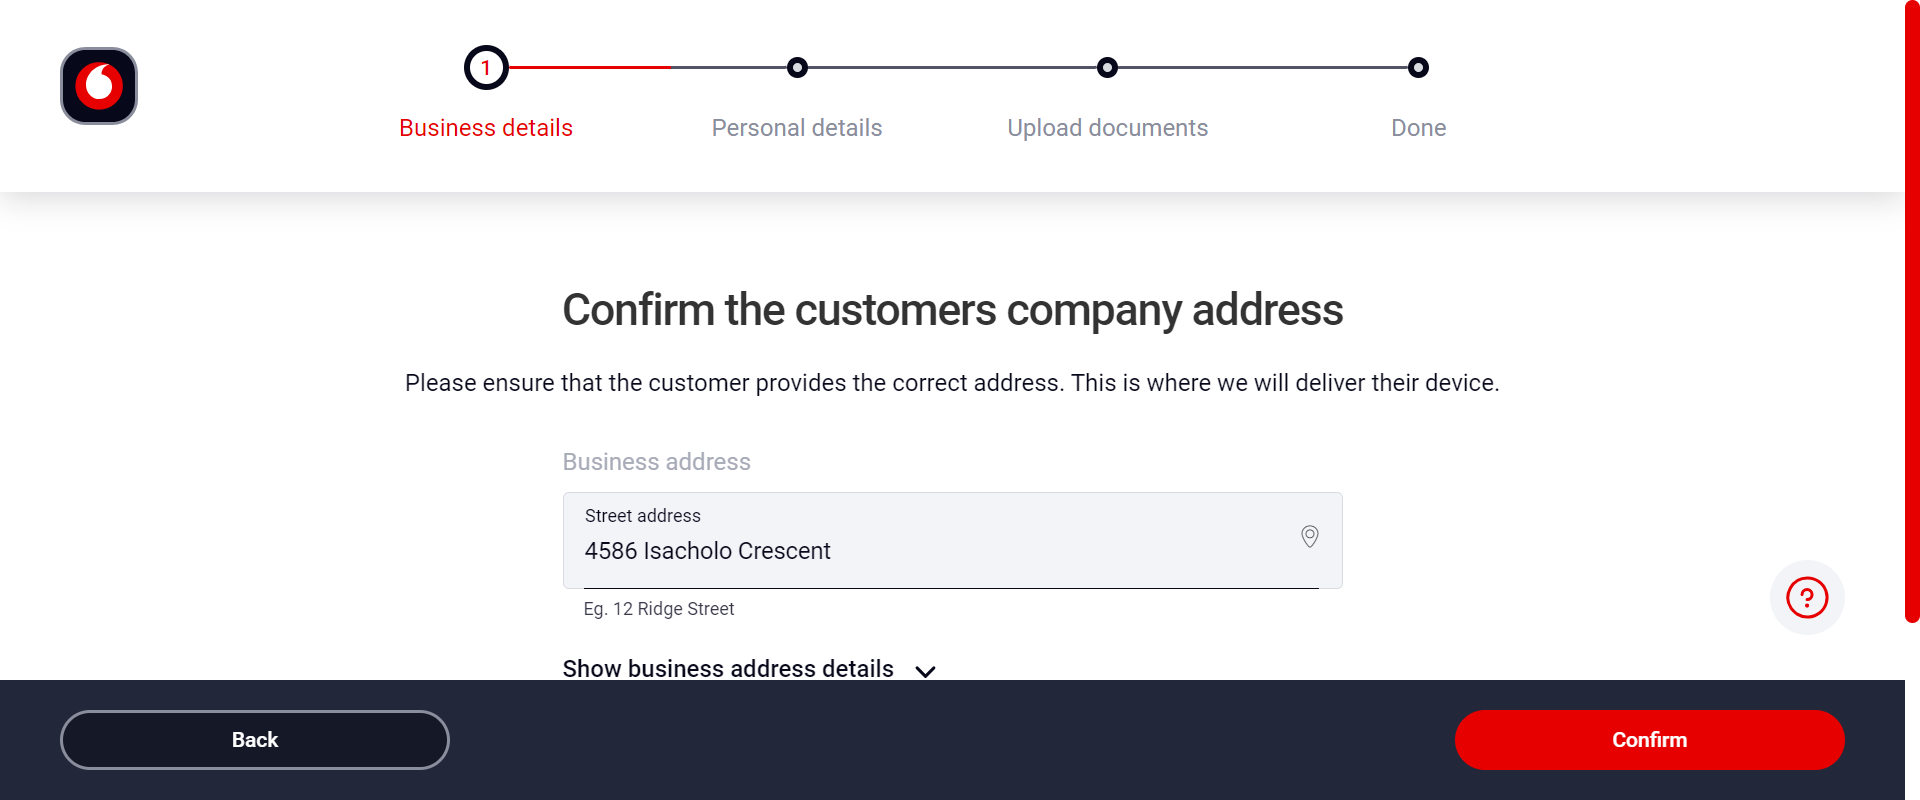 1
Business details
Personal details
Upload documents
Done
Confirm the customers company address
Please ensure that the customer provides the correct address. This is where we will deliver their device.
Business address
Street address
4586 Isacholo Crescent
Eg. 12 Ridge Street
?
Show business address details
Back
Confirm